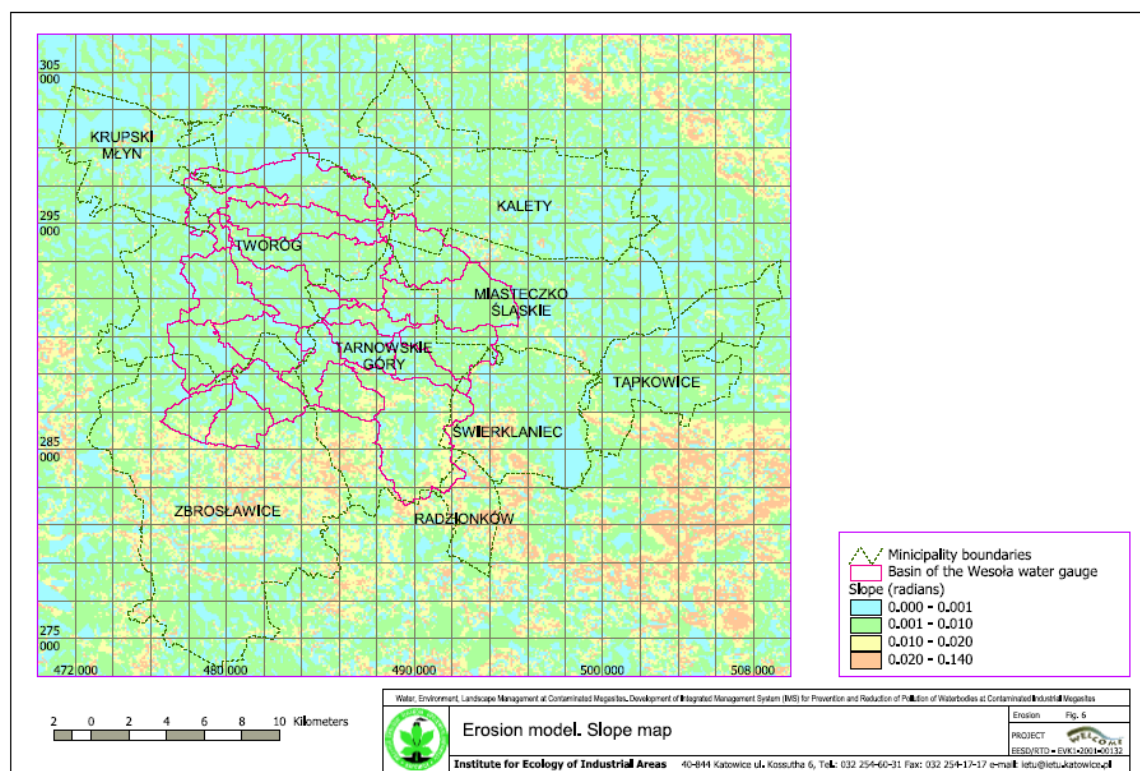 305
000
KRUPSKI
MŁYN
KALETY
295
000
TWORÓG
MIASTECZKO
ŚLĄSKIE
TARNOWSKIE
GÓRY
TĄPKOWICE
ŚWIERKLANIEC
285
000
ZBROSŁAWICE
RADZIONKÓW
275
000
472 000
480 000
490 000
500 000
508 000
Minicipality boundaries
Basin of the Wesoła water gauge
Slope (radians)
0.000 - 0.001
0.001 - 0.010
0.010 - 0.020
0.020 - 0.140
2 0 2 4 6 8 10 Kilometers
Water, Environment, Landscape Management at Contaminated Megasites. Development of Integrated Management System (IMS) for Prevention and Reduction of Pollution of Waterbodies at Contaminated Industrial Megasites
Erosion model. Slope map
Erosion Fig. 6
PROJECT WELCOME
EESD/RTD - EVK1-2001-00132
Institute for Ecology of Industrial Areas 40-844 Katowice ul. Kossutha 6, Tel.: 032 254-60-31 Fax: 032 254-17-17 e-mail: ietu@ietu.katowice.pl